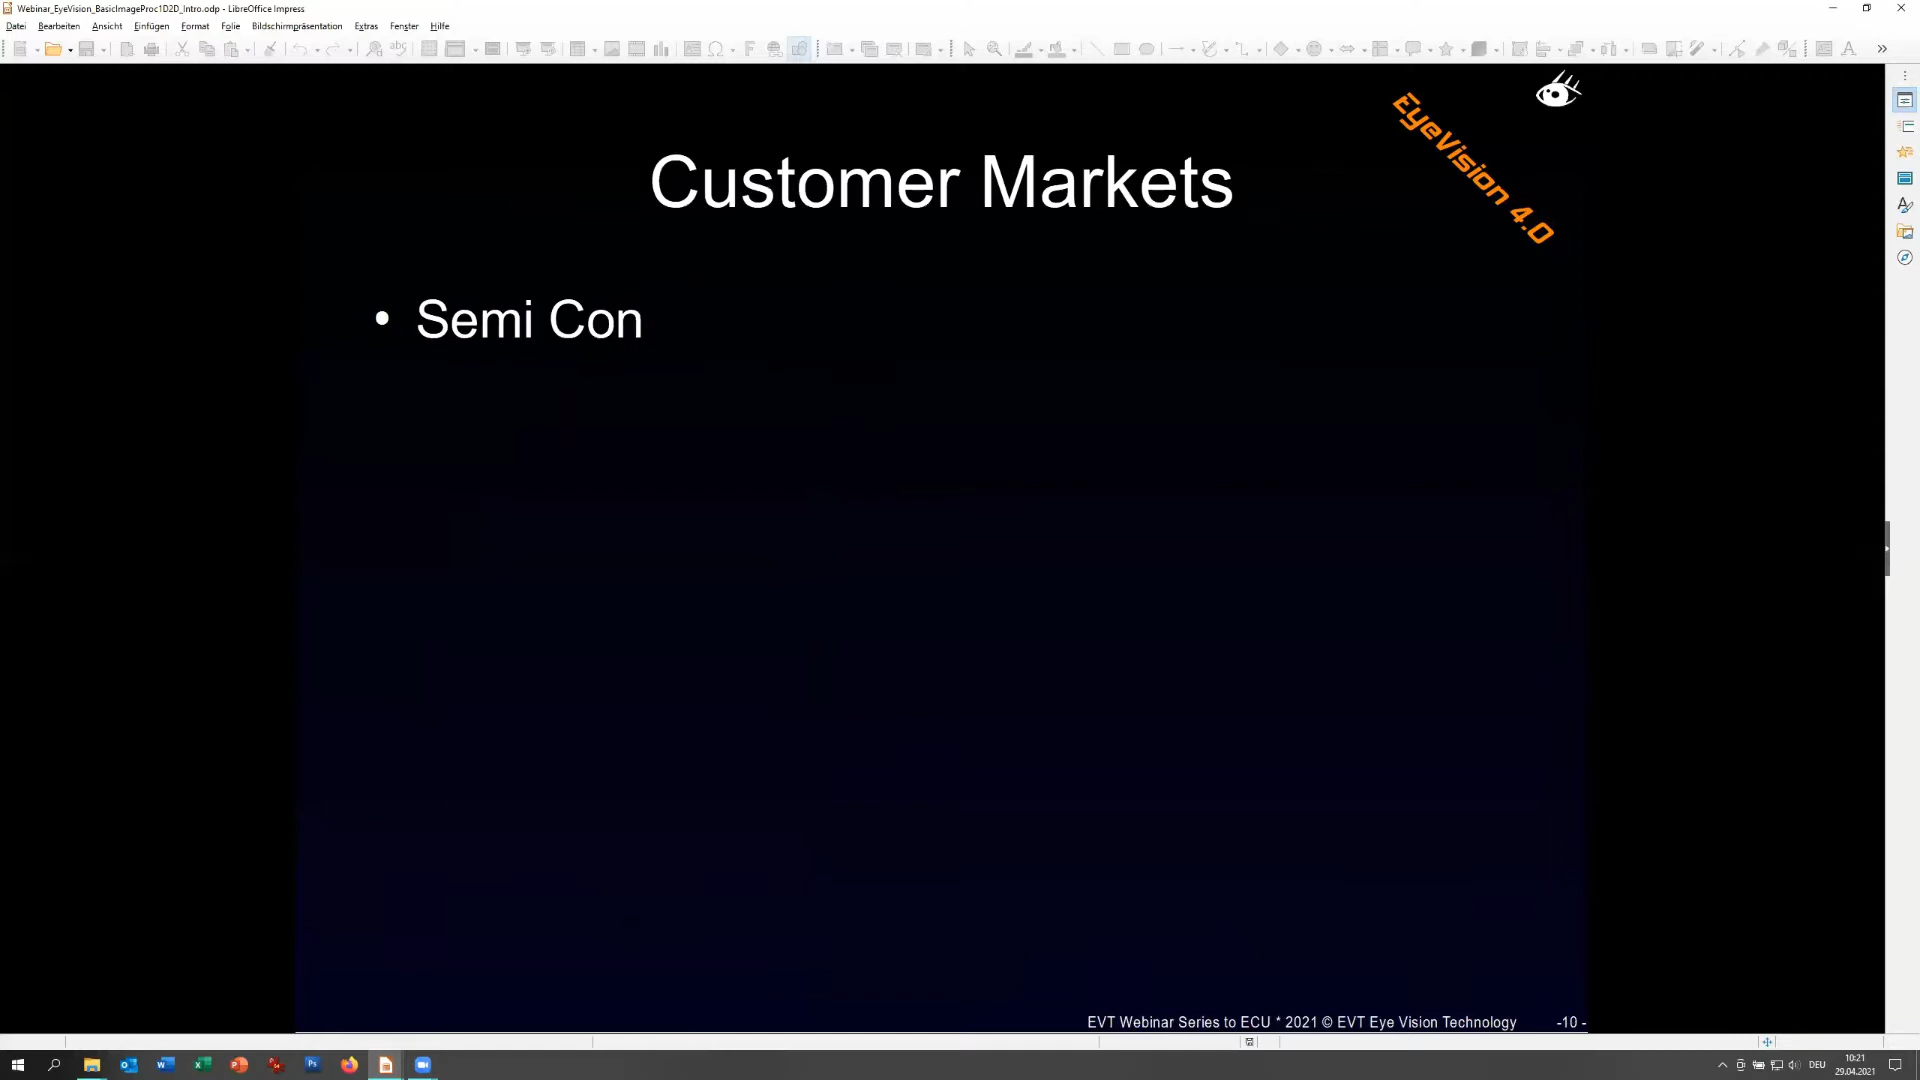 Webinar_EyeVision_BasicImageProc1D2D_Intro.odp - LibreOffice Impress
Datei Bearbeiten Ansicht Einfügen Format Folie Bildschirmpräsentation Extras Fenster Hilfe
EyeVision 4.0
Customer Markets
• Semi Con
EVT Webinar Series to ECU * 2021 © EVT Eye Vision Technology -10 -
DEU
10:21
29.04.2021